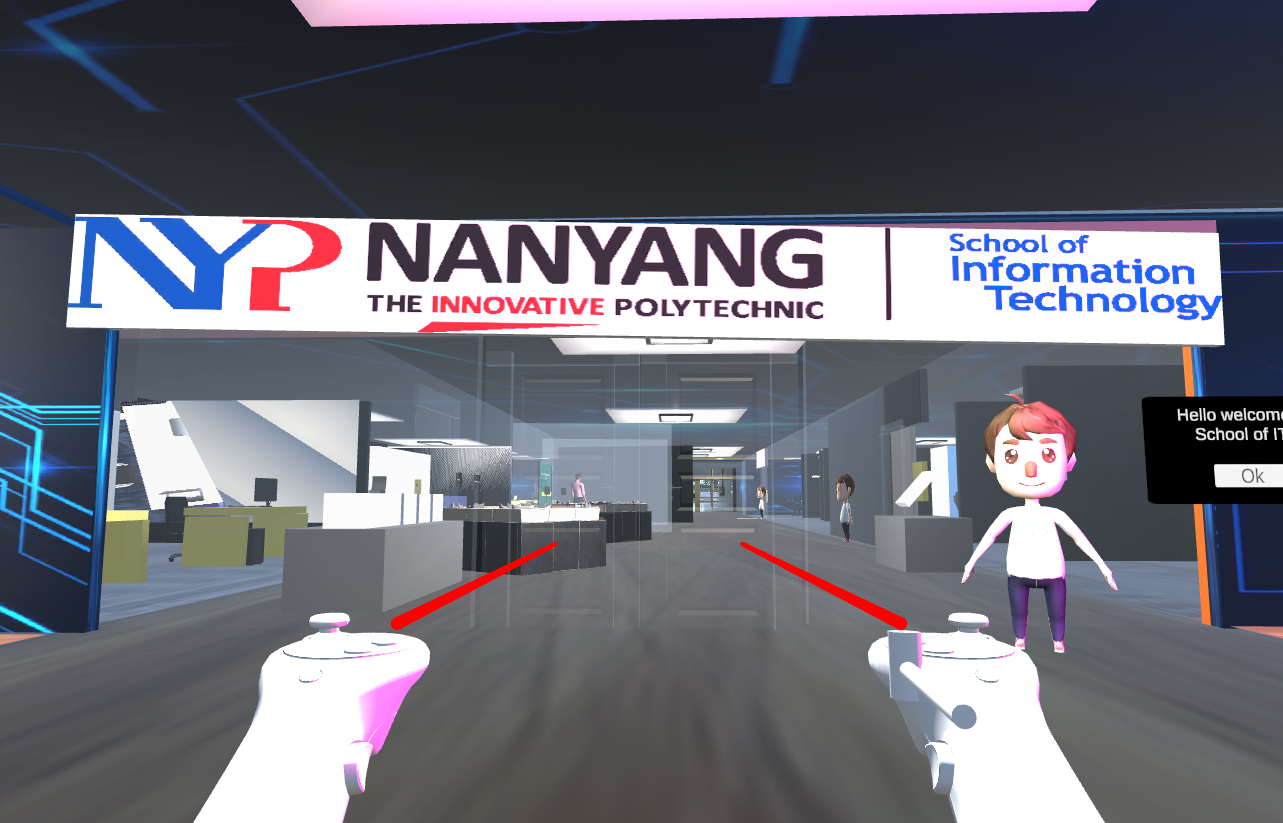 NYP
NANYANG
THE INNOVATIVE POLYTECHNIC
School of
Information
Technology
Hello welcome
School of IT
Ok